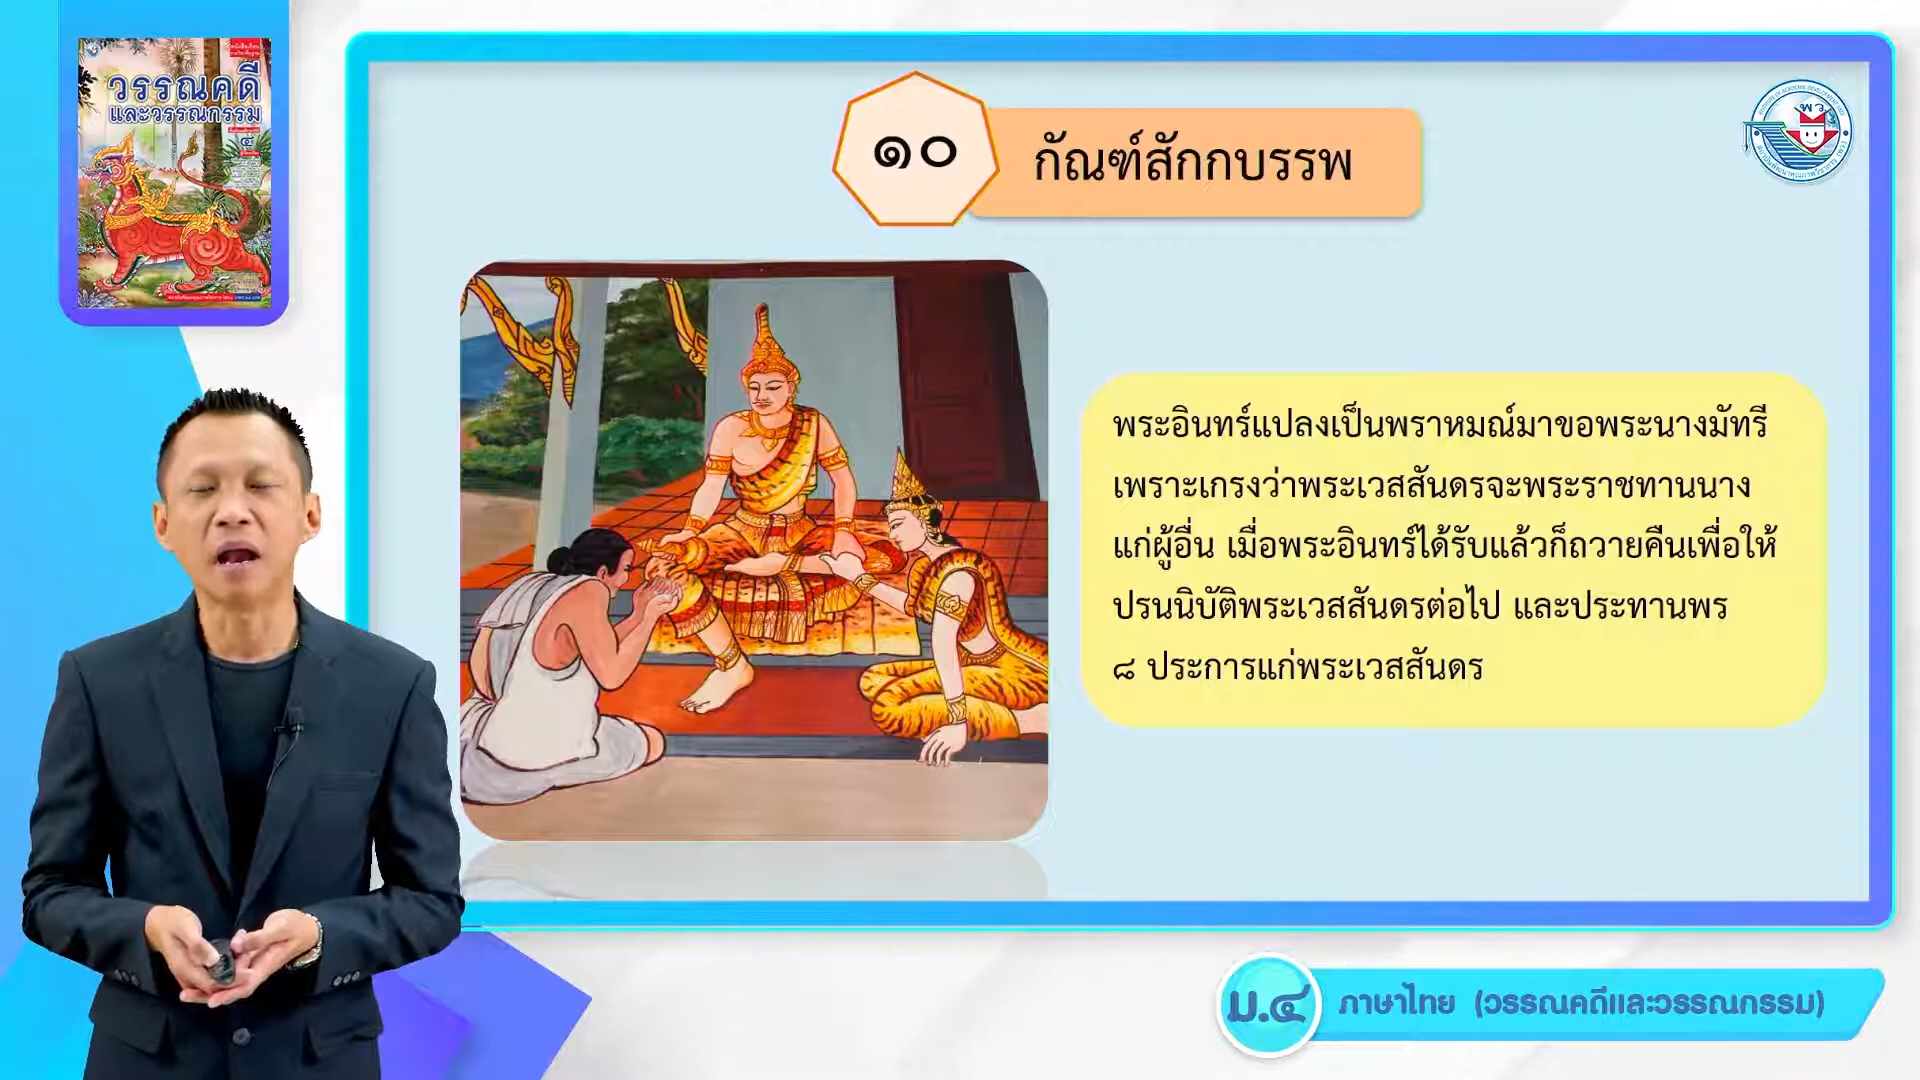 วรรณคดี
และวรรณกรรม
๑๐
กัณฑ์สักกบรรพ
พว
พระอินทร์แปลงเป็นพราหมณ์มาขอพระนางมัทรี
เพราะเกรงว่าพระเวสสันดรจะพระราชทานนาง
แก่ผู้อื่น เมื่อพระอินทร์ได้รับแล้วก็ถวายคืนเพื่อให้
ปรนนิบัติพระเวสสันดรต่อไป และประทานพร
๘ ประการแก่พระเวสสันดร
ม.๔
ภาษาไทย (วรรณคดีและวรรณกรรม)